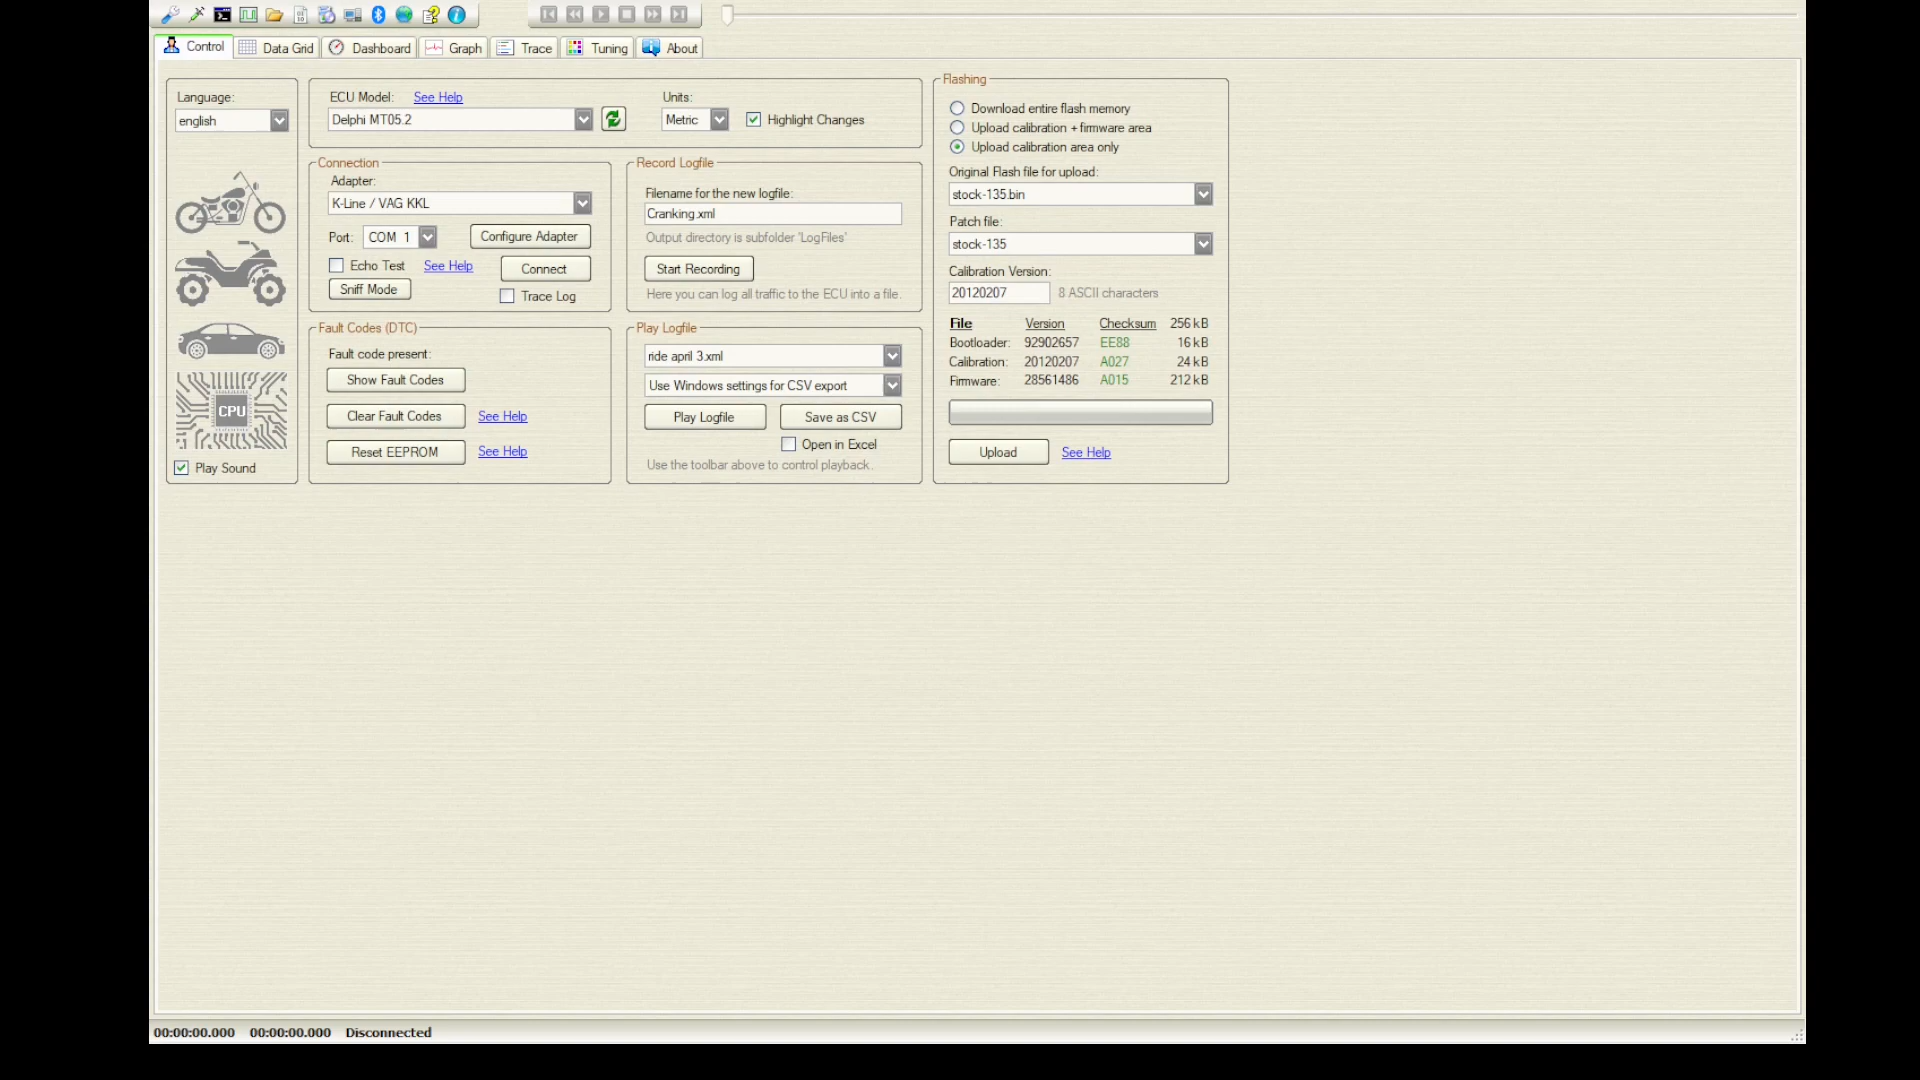 Control Data Grid Dashboard Graph Trace Tuning About
Language:
english
CPU
Play Sound
ECU Model: See Help
Delphi MT05.2
Units:
Metric
Highlight Changes
Connection
Adapter:
K-Line / VAG KKL
Port: COM 1 Configure Adapter
Echo Test See Help Connect
Sniff Mode Trace Log
Record Logfile
Filename for the new logfile:
Cranking.xml
Output directory is subfolder 'LogFiles'
Start Recording
Here you can log all traffic to the ECU into a file.
Fault Codes (DTC)
Fault code present:
Show Fault Codes
Clear Fault Codes See Help
Reset EEPROM See Help
Play Logfile
ride april 3.xml
Use Windows settings for CSV export
Play Logfile Save as CSV
Open in Excel
Use the toolbar above to control playback.
Flashing
Download entire flash memory
Upload calibration + firmware area
Upload calibration area only
Original Flash file for upload:
stock-135.bin
Patch file:
stock-135
Calibration Version:
20120207 8 ASCII characters
File Version Checksum 256 kB
Bootloader: 92902657 EE88 16 kB
Calibration: 20120207 A027 24 kB
Firmware: 28561486 A015 212 kB
Upload See Help
00:00:00.000 00:00:00.000 Disconnected